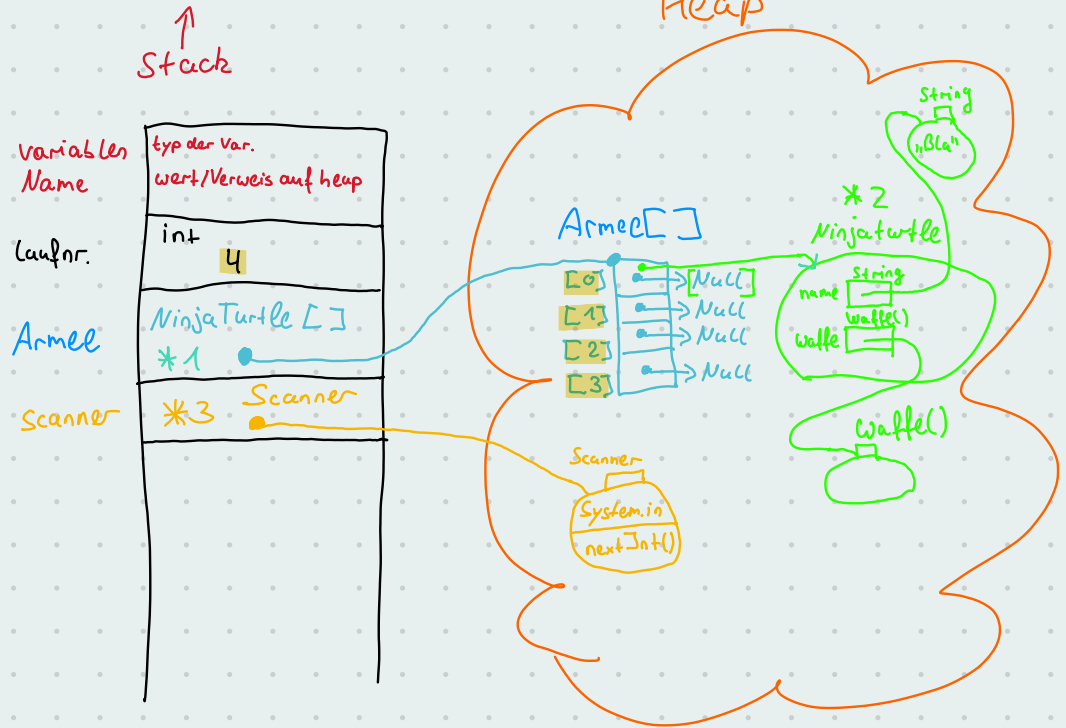 Heap
Stack
Variablen
Name
typ der Var.
wert/Verweis auf heap
laufnr.
int
4
Armee
NinjaTurtle []
*1
Scanner
*3
Scanner
Armee[]
[0]
[Null]
[1]
Null
[2]
Null
[3]
Null
String
„Bla"
*2
Ninjaturtle
String
name
Waffe()
Waffe
Waffe()
Scanner
System.in
nextInt()